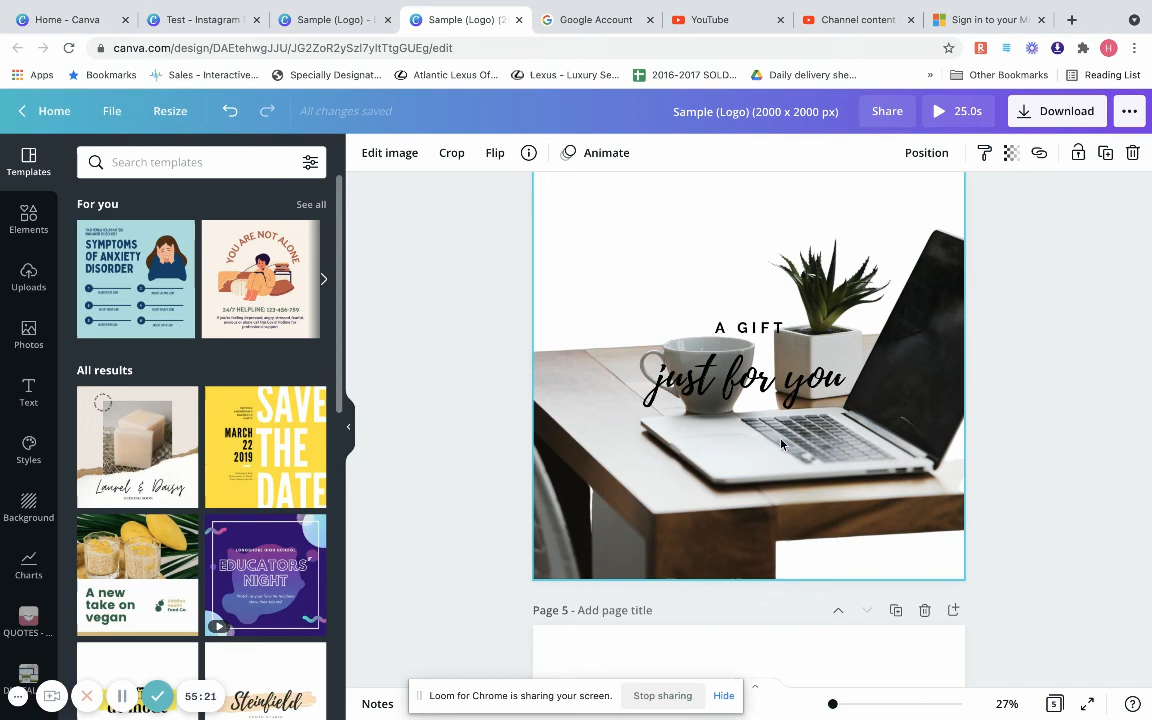 Home - Canva
Test - Instagram
Sample (Logo) -
Sample (Logo) (2
Google Account
YouTube
Channel content
Sign in to your Mi
canva.com/design/DAEtehwgJJU/JG2ZoR2ySzI7yItTtgGUEg/edit
R
H
Apps
Bookmarks
Sales - Interactive...
Specially Designat...
Atlantic Lexus Of...
Lexus - Luxury Se...
2016-2017 SOLD...
Daily delivery she...
»
Other Bookmarks
Reading List
Home
File
Resize
All changes saved
Sample (Logo) (2000 x 2000 px)
Share
25.0s
Download
Templates
Search templates
Edit image
Crop
Flip
Animate
Position
Elements
For you
See all
SYMPTOMS OF ANXIETY DISORDER
YOU ARE NOT ALONE
24/7 HELPLINE: 123-456-789
Uploads
Photos
A GIFT
just for you
All results
Text
SAVE THE DATE
MARCH 22 2019
Styles
Laurel & Daisy
OPENING SOON
Background
LONGSHORE HIGH SCHOOL
EDUCATORS NIGHT
Charts
A new take on vegan
QUOTES - ...
Page 5 - Add page title
Steinfield
55:21
Loom for Chrome is sharing your screen.
Stop sharing
Hide
Notes
5
27%